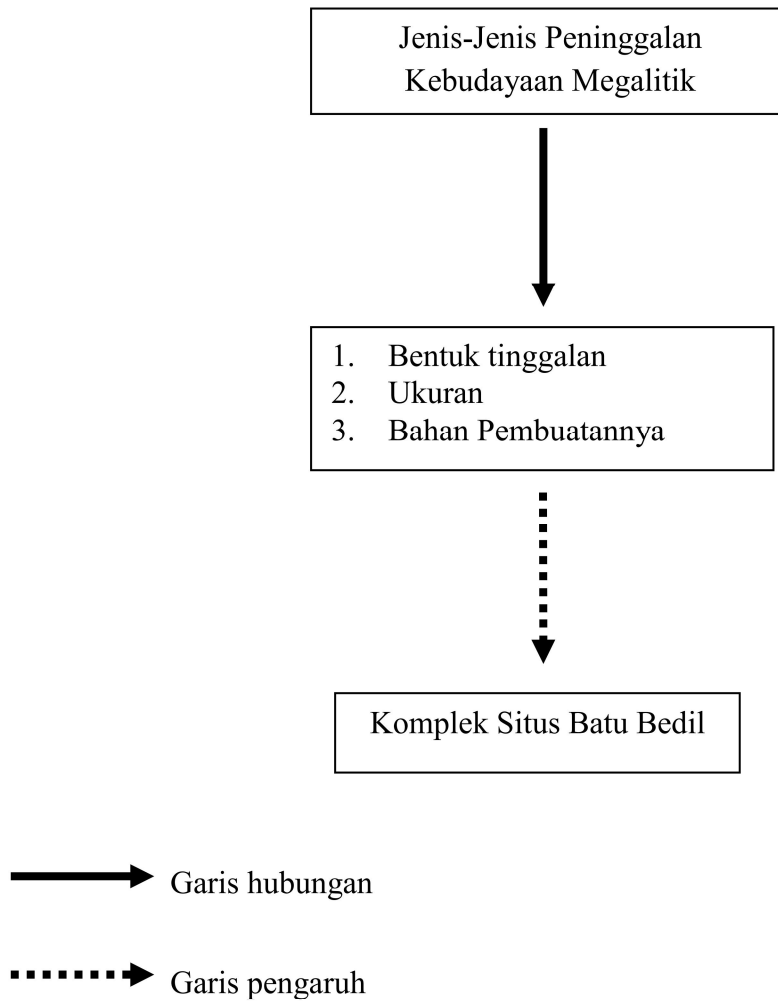 Jenis-Jenis Peninggalan
Kebudayaan Megalitik
1. Bentuk tinggalan
2. Ukuran
3. Bahan Pembuatannya
Komplek Situs Batu Bedil
Garis hubungan
Garis pengaruh